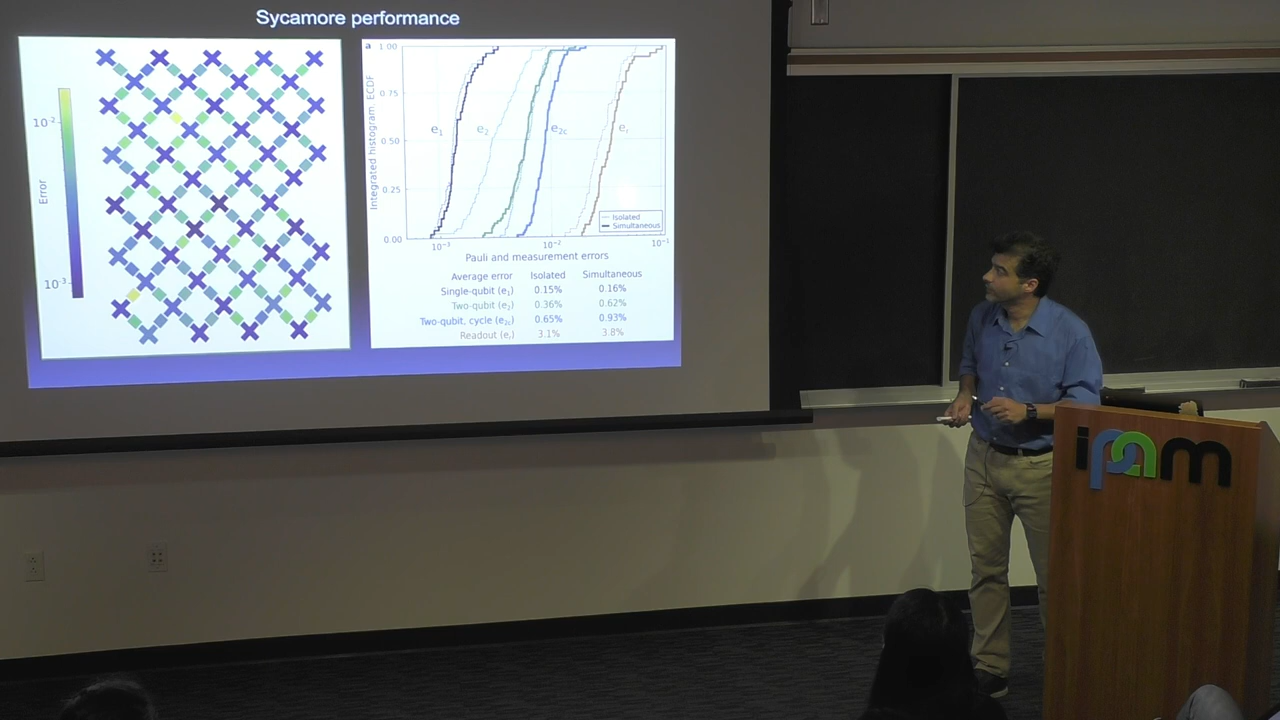 Sycamore performance
10⁻²
Error
10⁻³
a
1.00
0.75
0.50
0.25
0.00
Integrated histogram, ECDF
e₁
e₂
e₂c
eᵣ
Isolated
Simultaneous
10⁻³
10⁻²
10⁻¹
Pauli and measurement errors
Average error Isolated Simultaneous
Single-qubit (e₁) 0.15% 0.16%
Two-qubit (e₂) 0.36% 0.62%
Two-qubit, cycle (e₂c) 0.65% 0.93%
Readout (eᵣ) 3.1% 3.8%
ipam